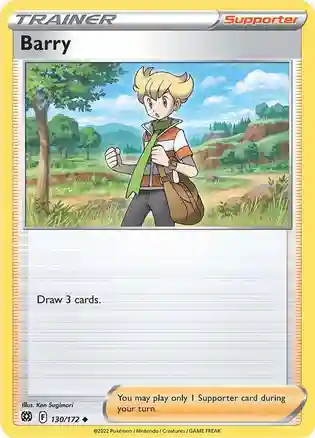 TRAINER Supporter
Barry
Draw 3 cards.
Illus. Ken Sugimori
F 130/172
You may play only 1 Supporter card during
your turn.
©2022 Pokémon / Nintendo / Creatures / GAME FREAK